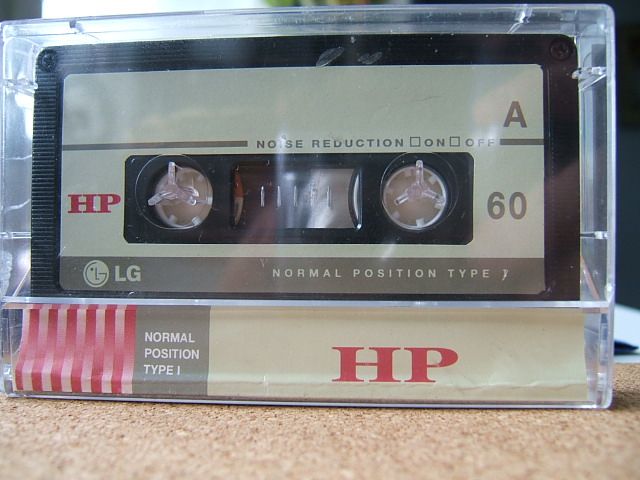 A
NOISE REDUCTION ☐ON☐OFF
HP
60
LG
NORMAL POSITION TYPE I
NORMAL
POSITION
TYPE I
HP